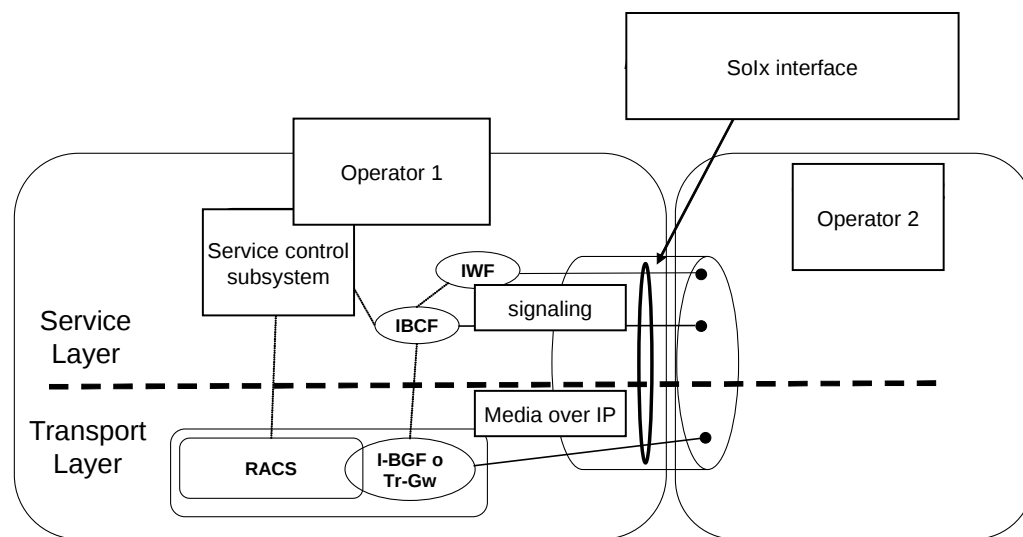 SoIx interface
Operator 1
Operator 2
Service control
subsystem
IWF
signaling
IBCF
Service
Layer
Media over IP
Transport
Layer
RACS
I-BGF o
Tr-Gw